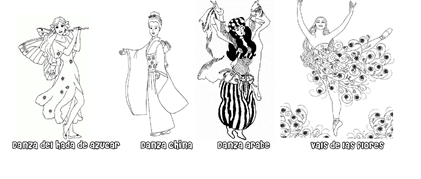 Danza del hada de azucar
Danza china
Danza arabe
Vals de las flores